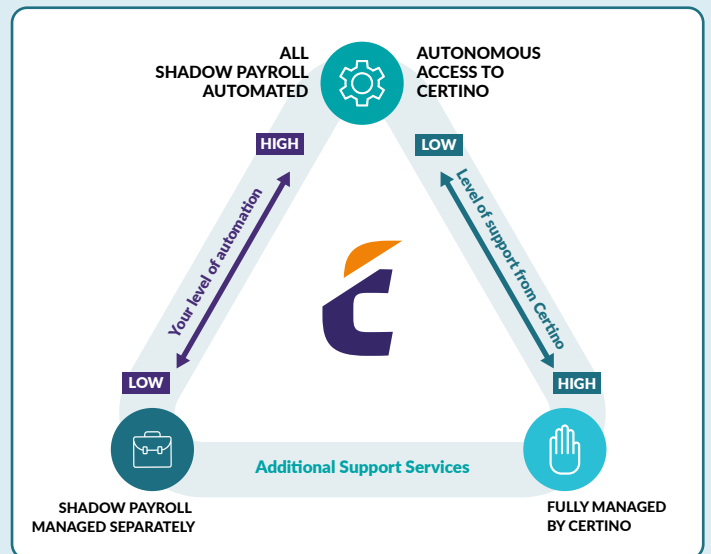 ALL
SHADOW PAYROLL
AUTOMATED
AUTONOMOUS
ACCESS TO
CERTINO
HIGH
LOW
Your level of automation
Level of support from Certino
LOW
HIGH
Additional Support Services
SHADOW PAYROLL
MANAGED SEPARATELY
FULLY MANAGED
BY CERTINO